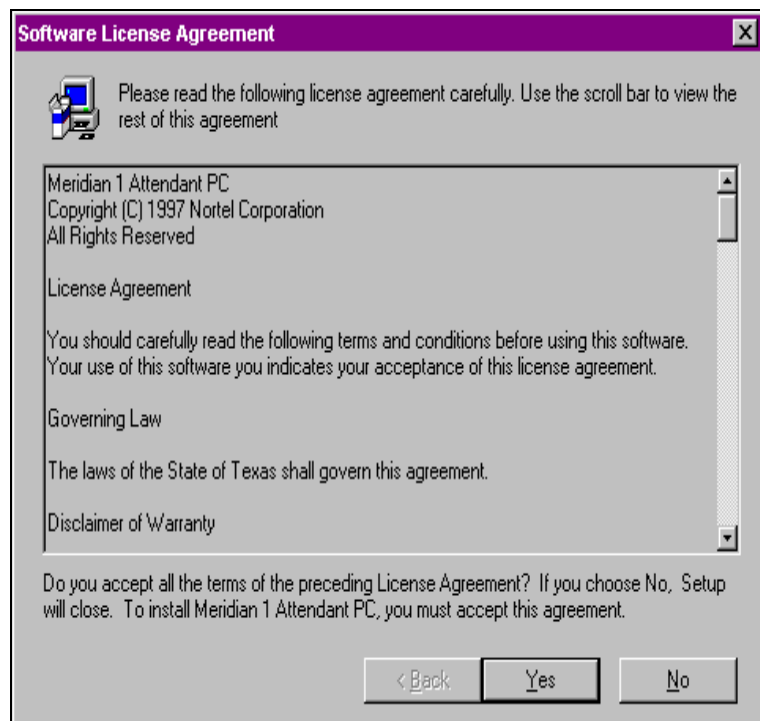 Software License Agreement
Please read the following license agreement carefully. Use the scroll bar to view the
rest of this agreement
Meridian 1 Attendant PC
Copyright (C) 1997 Nortel Corporation
All Rights Reserved
License Agreement
You should carefully read the following terms and conditions before using this software.
Your use of this software you indicates your acceptance of this license agreement.
Governing Law
The laws of the State of Texas shall govern this agreement.
Disclaimer of Warranty
Do you accept all the terms of the preceding License Agreement?  If you choose No,  Setup
will close.  To install Meridian 1 Attendant PC, you must accept this agreement.
< Back
Yes
No